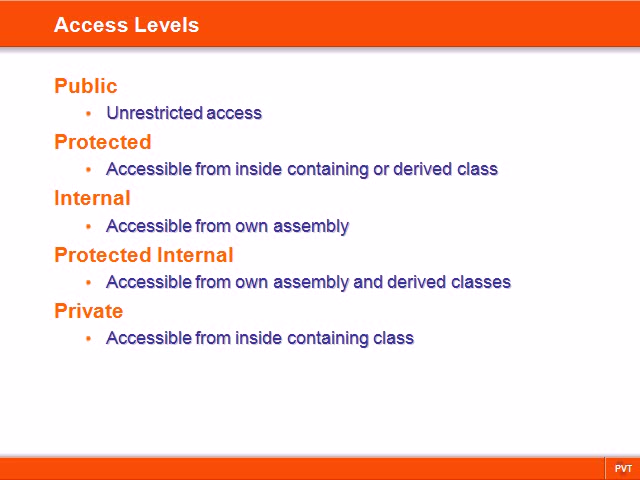 Access Levels
Public
• Unrestricted access
Protected
• Accessible from inside containing or derived class
Internal
• Accessible from own assembly
Protected Internal
• Accessible from own assembly and derived classes
Private
• Accessible from inside containing class
PVT